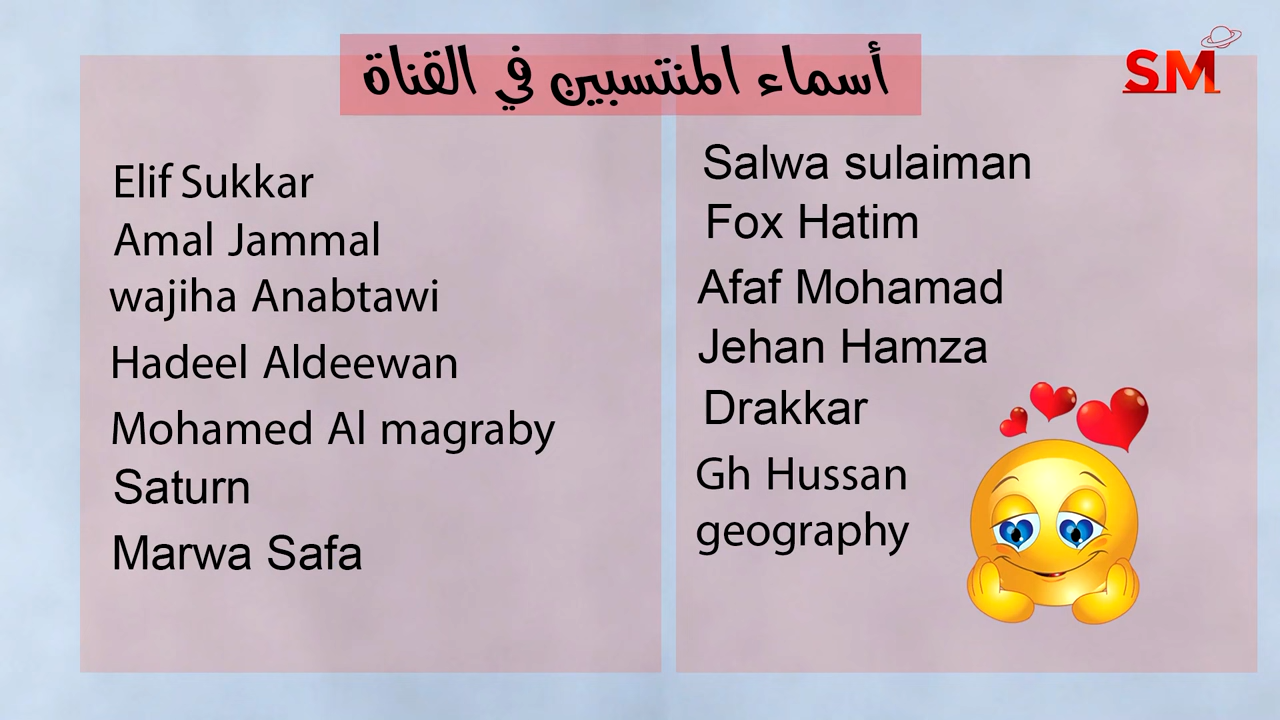 أسماء المنتسبين في القناة
SM
Elif Sukkar
Amal Jammal
wajiha Anabtawi
Hadeel Aldeewan
Mohamed Al magraby
Saturn
Marwa Safa
Salwa sulaiman
Fox Hatim
Afaf Mohamad
Jehan Hamza
Drakkar
Gh Hussan
geography